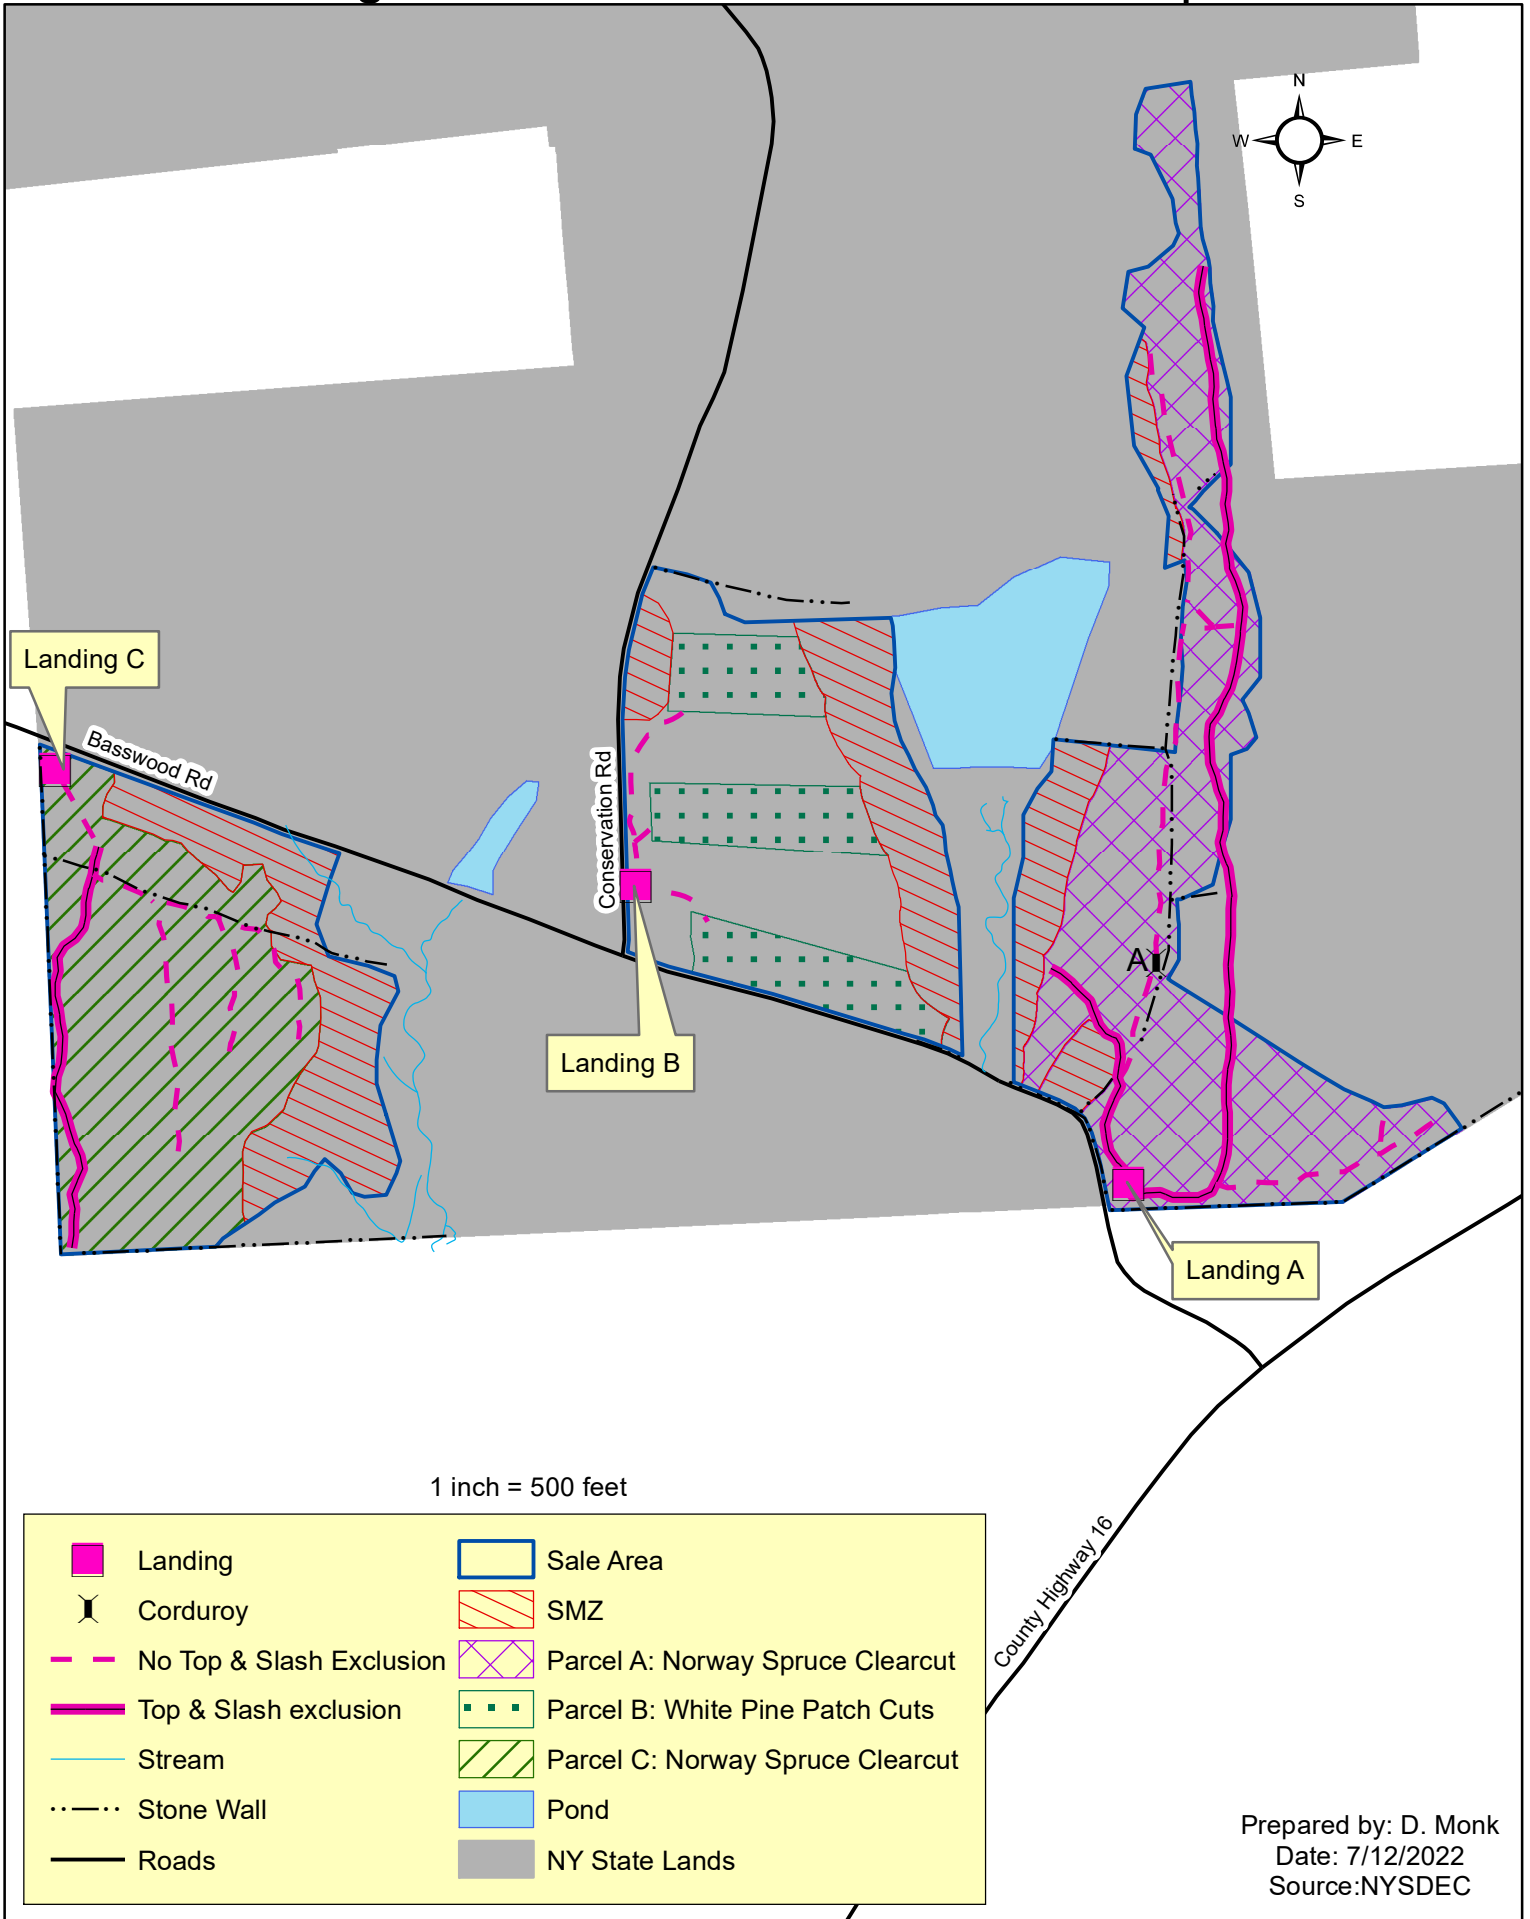 N
W E
S
Landing C
Basswood Rd
Conservation Rd
A
Landing B
Landing A
1 inch = 500 feet
County Highway 16
Landing
Corduroy
No Top & Slash Exclusion
Top & Slash exclusion
Stream
Stone Wall
Roads
Sale Area
SMZ
Parcel A: Norway Spruce Clearcut
Parcel B: White Pine Patch Cuts
Parcel C: Norway Spruce Clearcut
Pond
NY State Lands
Prepared by: D. Monk
Date: 7/12/2022
Source:NYSDEC